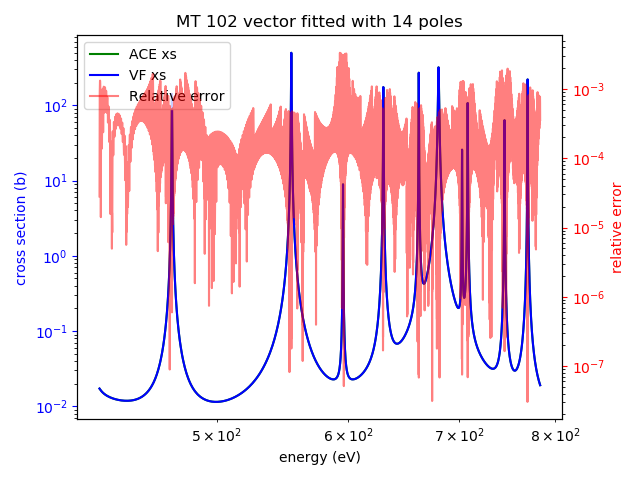 MT 102 vector fitted with 14 poles
ACE xs
VF xs
Relative error
cross section (b)
10²
10¹
10⁰
10⁻¹
10⁻²
relative error
10⁻³
10⁻⁴
10⁻⁵
10⁻⁶
10⁻⁷
5 × 10² 6 × 10² 7 × 10² 8 × 10²
energy (eV)